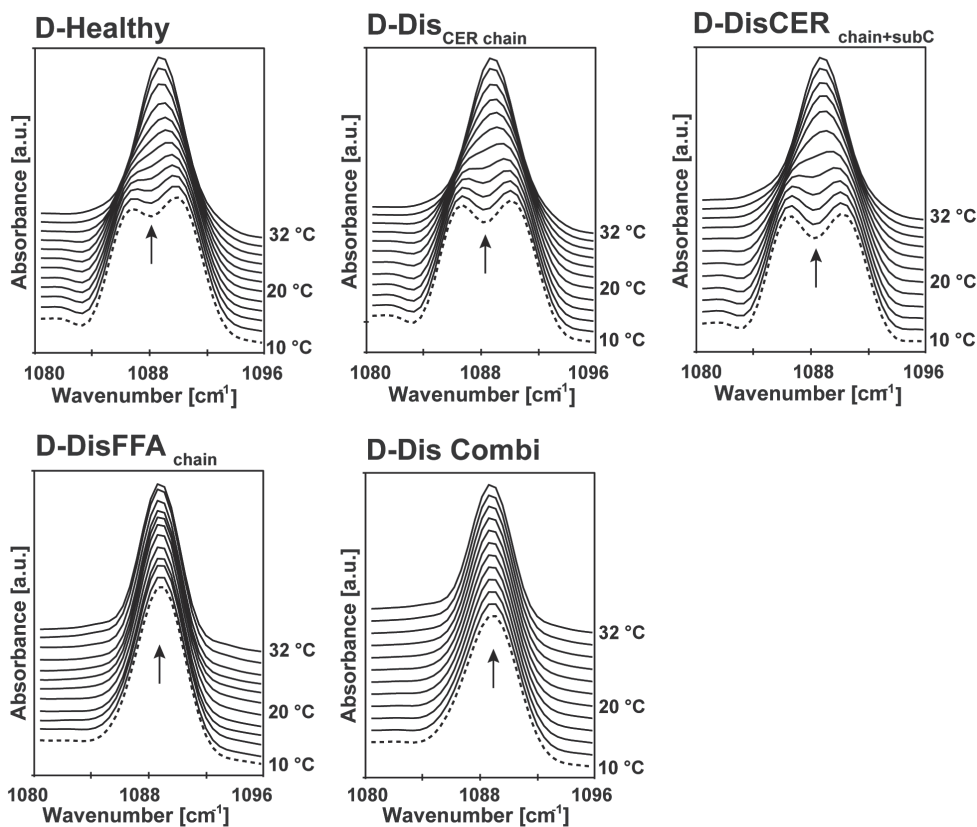 D-Healthy
Absorbance [a.u.]
32 °C
20 °C
10 °C
1080 1088 1096
Wavenumber [cm-1]
D-Dis CER chain
Absorbance [a.u.]
32 °C
20 °C
10 °C
1080 1088 1096
Wavenumber [cm-1]
D-DisCER chain+subC
Absorbance [a.u.]
32 °C
20 °C
10 °C
1080 1088 1096
Wavenumber [cm-1]
D-DisFFA chain
Absorbance [a.u.]
32 °C
20 °C
10 °C
1080 1088 1096
Wavenumber [cm-1]
D-Dis Combi
Absorbance [a.u.]
32 °C
20 °C
10 °C
1080 1088 1096
Wavenumber [cm-1]